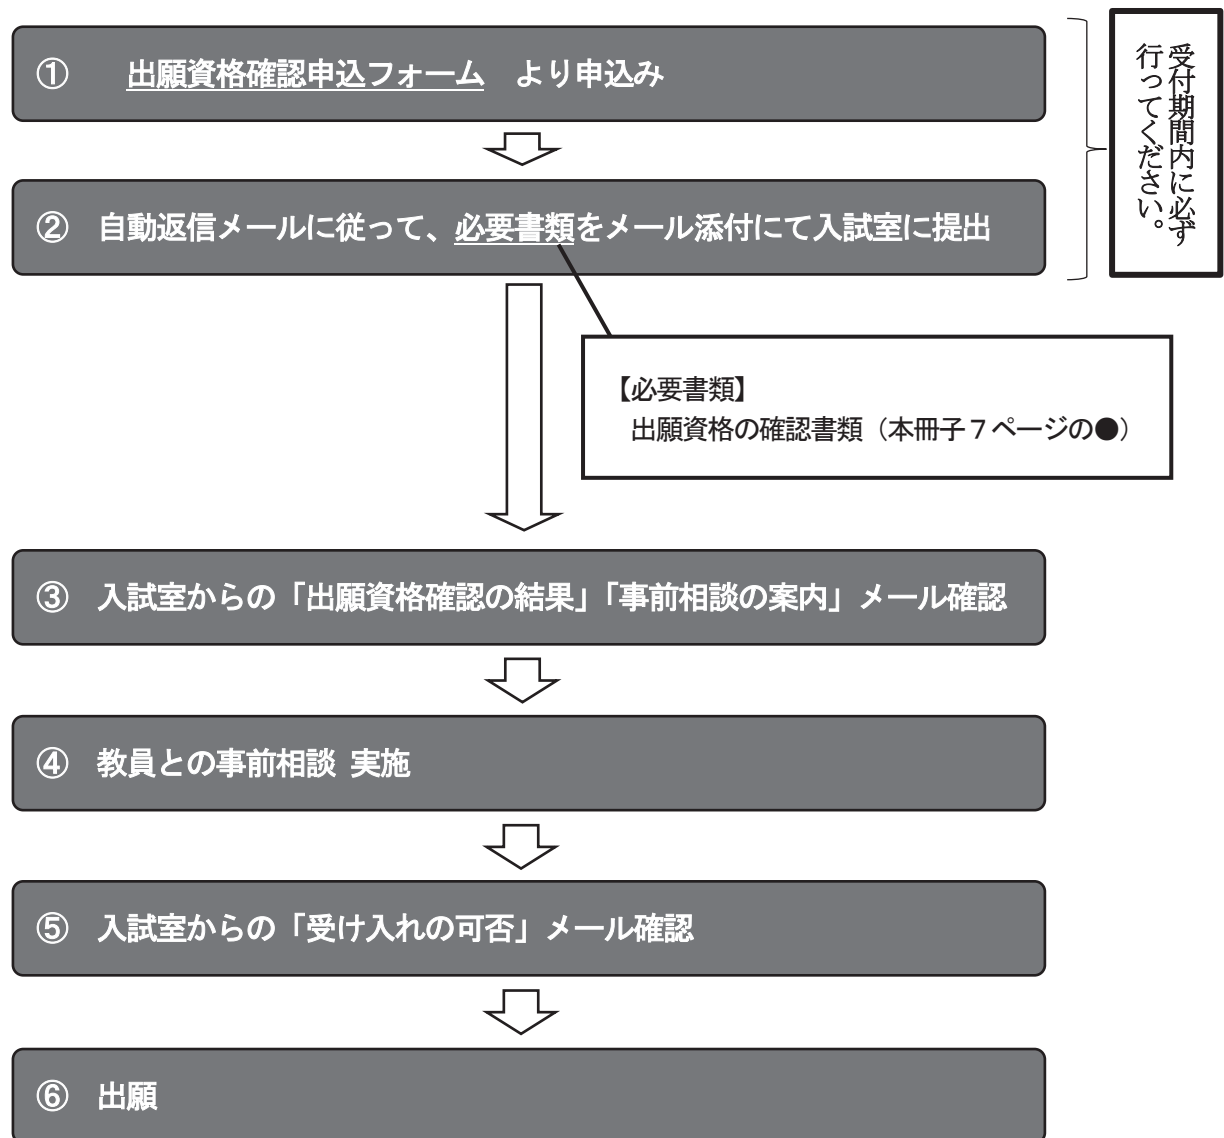 ① 出願資格確認申込フォーム より申込み
受付期間内に必ず
行ってください。
② 自動返信メールに従って、必要書類をメール添付にて入試室に提出
【必要書類】
出願資格の確認書類(本冊子7ページの●)
③ 入試室からの「出願資格確認の結果」「事前相談の案内」メール確認
④ 教員との事前相談 実施
⑤ 入試室からの「受け入れの可否」メール確認
⑥ 出願